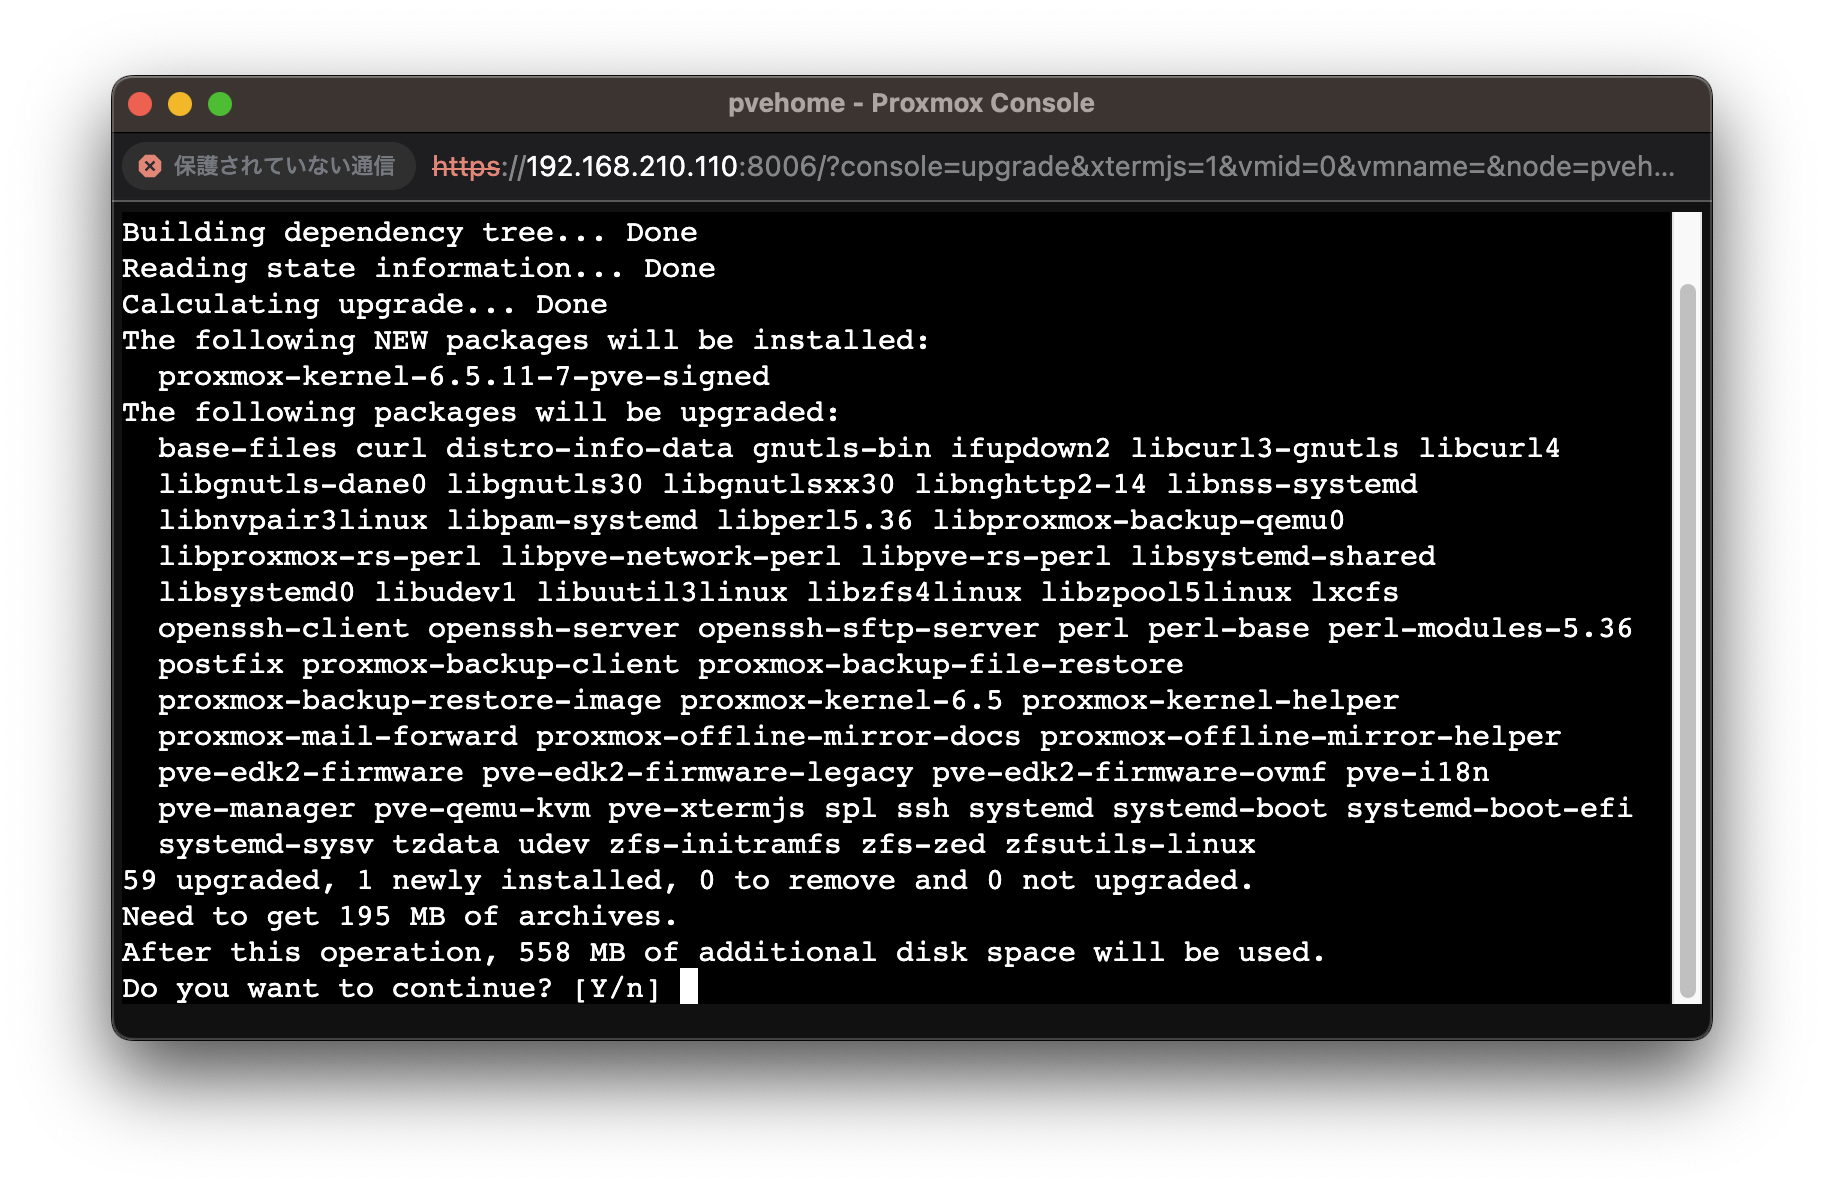 pvehome - Proxmox Console
保護されていない通信 https://192.168.210.110:8006/?console=upgrade&xtermjs=1&vmid=0&vmname=&node=pveh...
Building dependency tree... Done
Reading state information... Done
Calculating upgrade... Done
The following NEW packages will be installed:
  proxmox-kernel-6.5.11-7-pve-signed
The following packages will be upgraded:
  base-files curl distro-info-data gnutls-bin ifupdown2 libcurl3-gnutls libcurl4
  libgnutls-dane0 libgnutls30 libgnutlsxx30 libnghttp2-14 libnss-systemd
  libnvpair3linux libpam-systemd libperl5.36 libproxmox-backup-qemu0
  libproxmox-rs-perl libpve-network-perl libpve-rs-perl libsystemd-shared
  libsystemd0 libudev1 libuutil3linux libzfs4linux libzpool5linux lxcfs
  openssh-client openssh-server openssh-sftp-server perl perl-base perl-modules-5.36
  postfix proxmox-backup-client proxmox-backup-file-restore
  proxmox-backup-restore-image proxmox-kernel-6.5 proxmox-kernel-helper
  proxmox-mail-forward proxmox-offline-mirror-docs proxmox-offline-mirror-helper
  pve-edk2-firmware pve-edk2-firmware-legacy pve-edk2-firmware-ovmf pve-i18n
  pve-manager pve-qemu-kvm pve-xtermjs spl ssh systemd systemd-boot systemd-boot-efi
  systemd-sysv tzdata udev zfs-initramfs zfs-zed zfsutils-linux
59 upgraded, 1 newly installed, 0 to remove and 0 not upgraded.
Need to get 195 MB of archives.
After this operation, 558 MB of additional disk space will be used.
Do you want to continue? [Y/n]